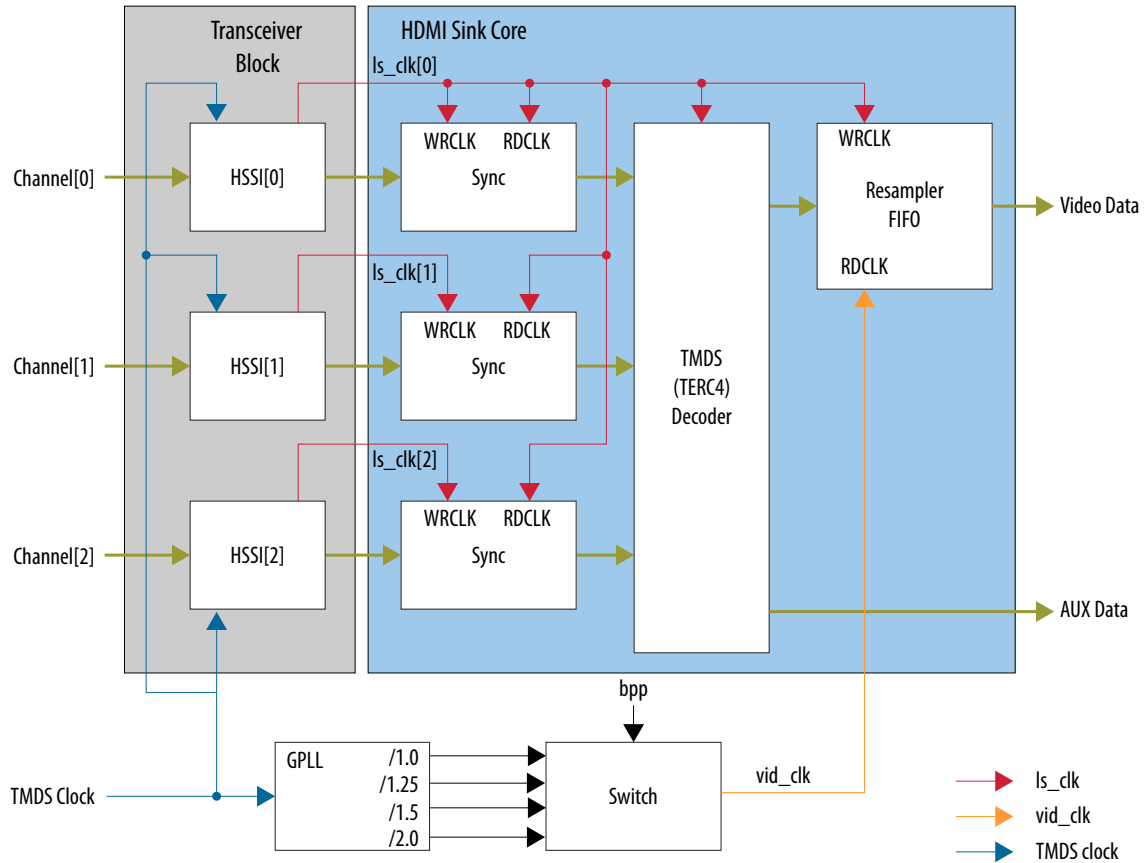 Transceiver
Block
HDMI Sink Core
ls_clk[0]
WRCLK RDCLK
Sync
HSSI[0]
Channel[0]
WRCLK
Resampler
FIFO
RDCLK
Video Data
ls_clk[1]
WRCLK RDCLK
Sync
HSSI[1]
Channel[1]
TMDS
(TERC4)
Decoder
ls_clk[2]
WRCLK RDCLK
Sync
HSSI[2]
Channel[2]
AUX Data
bpp
GPLL
/1.0
/1.25
/1.5
/2.0
Switch
vid_clk
TMDS Clock
ls_clk
vid_clk
TMDS clock